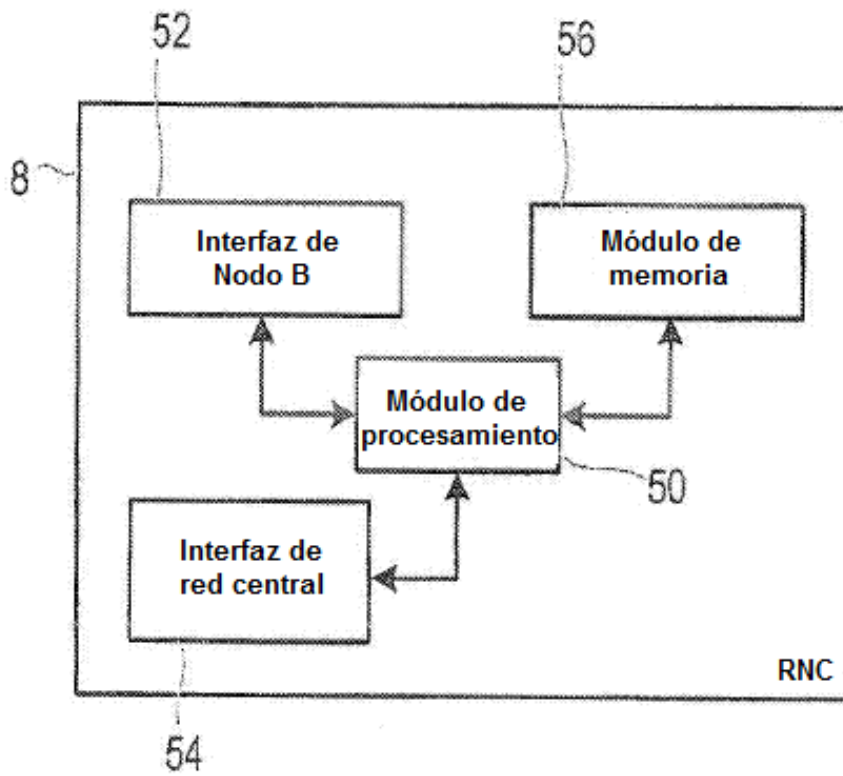 52
56
8
Interfaz de
Nodo B
Módulo de
memoria
Módulo de
procesamiento
50
Interfaz de
red central
RNC
54